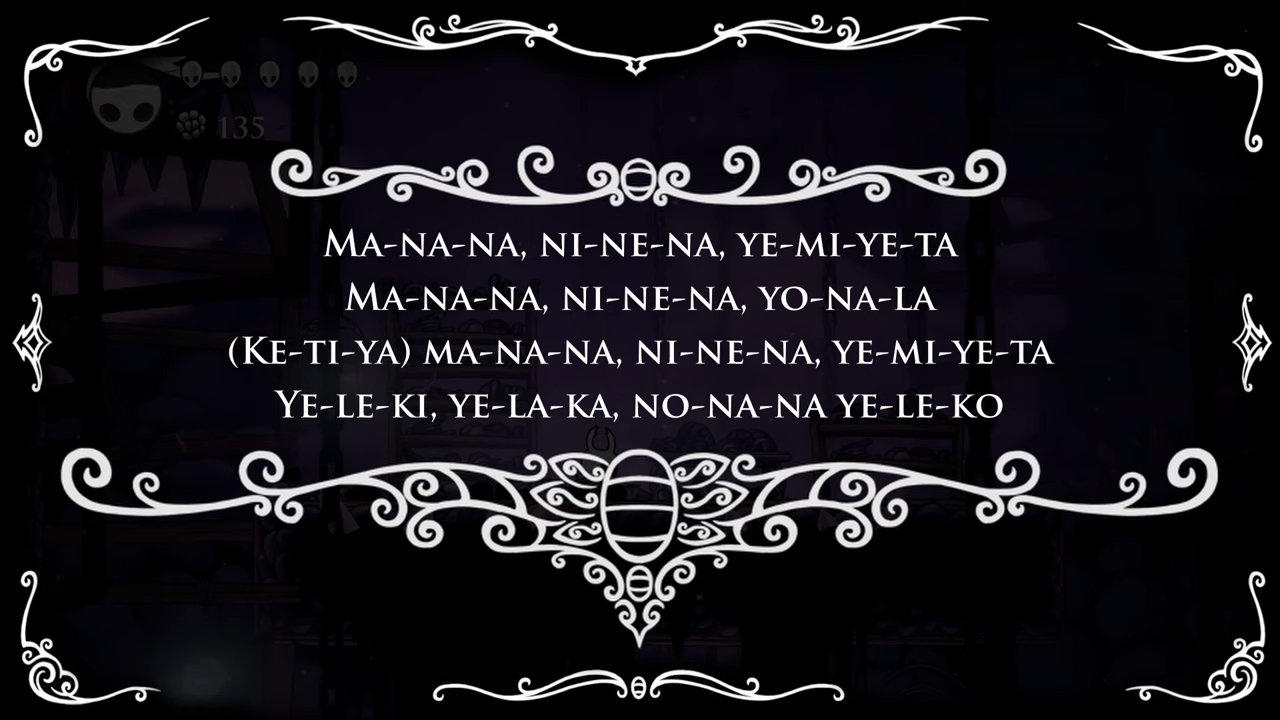 135
Ma-na-na, ni-ne-na, ye-mi-ye-ta
Ma-na-na, ni-ne-na, yo-na-la
(Ke-ti-ya) ma-na-na, ni-ne-na, ye-mi-ye-ta
Ye-le-ki, ye-la-ka, no-na-na ye-le-ko